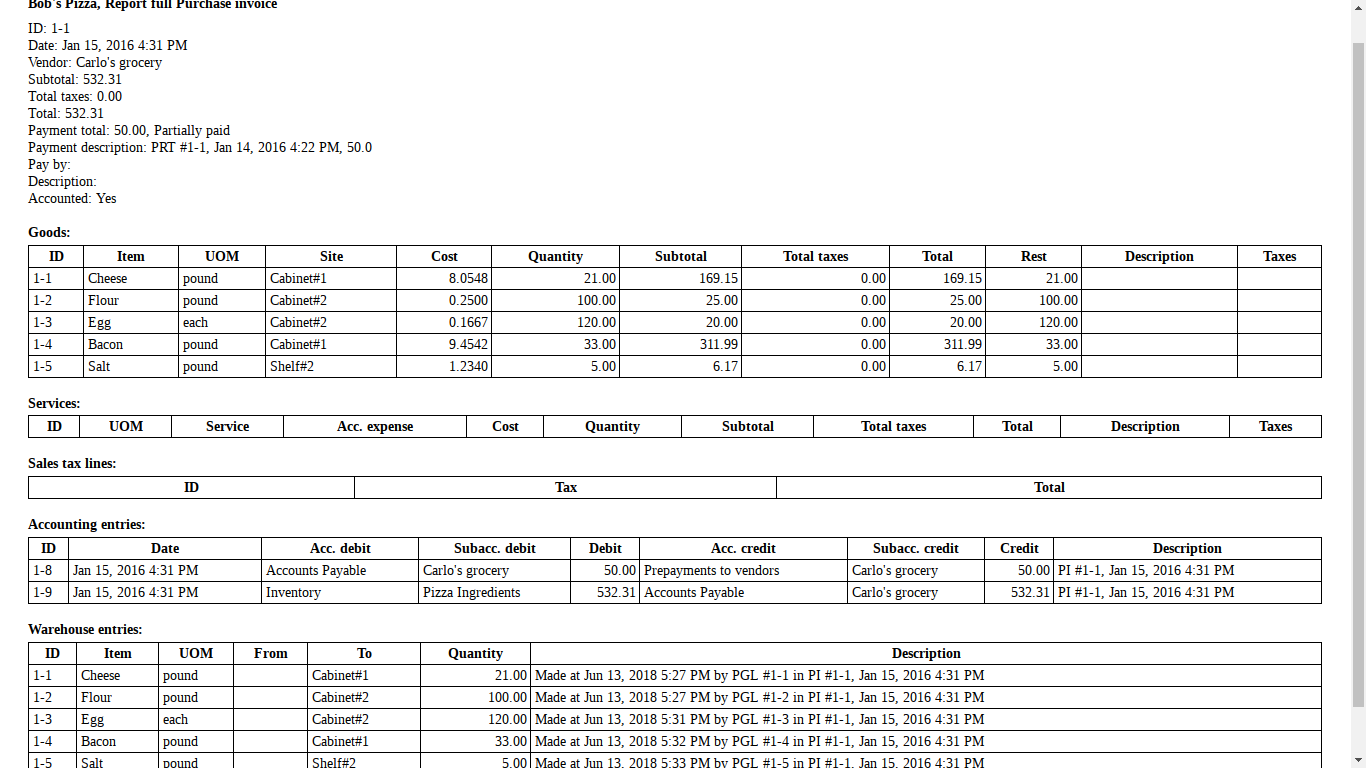 Bob's Pizza, Report full Purchase invoice
ID: 1-1
Date: Jan 15, 2016 4:31 PM
Vendor: Carlo's grocery
Subtotal: 532.31
Total taxes: 0.00
Total: 532.31
Payment total: 50.00, Partially paid
Payment description: PRT #1-1, Jan 14, 2016 4:22 PM, 50.0
Pay by:
Description:
Accounted: Yes
Goods:
ID Item UOM Site Cost Quantity Subtotal Total taxes Total Rest Description Taxes
1-1 Cheese pound Cabinet#1 8.0548 21.00 169.15 0.00 169.15 21.00
1-2 Flour pound Cabinet#2 0.2500 100.00 25.00 0.00 25.00 100.00
1-3 Egg each Cabinet#2 0.1667 120.00 20.00 0.00 20.00 120.00
1-4 Bacon pound Cabinet#1 9.4542 33.00 311.99 0.00 311.99 33.00
1-5 Salt pound Shelf#2 1.2340 5.00 6.17 0.00 6.17 5.00
Services:
ID UOM Service Acc. expense Cost Quantity Subtotal Total taxes Total Description Taxes
Sales tax lines:
ID Tax Total
Accounting entries:
ID Date Acc. debit Subacc. debit Debit Acc. credit Subacc. credit Credit Description
1-8 Jan 15, 2016 4:31 PM Accounts Payable Carlo's grocery 50.00 Prepayments to vendors Carlo's grocery 50.00 PI #1-1, Jan 15, 2016 4:31 PM
1-9 Jan 15, 2016 4:31 PM Inventory Pizza Ingredients 532.31 Accounts Payable Carlo's grocery 532.31 PI #1-1, Jan 15, 2016 4:31 PM
Warehouse entries:
ID Item UOM From To Quantity Description
1-1 Cheese pound Cabinet#1 21.00 Made at Jun 13, 2018 5:27 PM by PGL #1-1 in PI #1-1, Jan 15, 2016 4:31 PM
1-2 Flour pound Cabinet#2 100.00 Made at Jun 13, 2018 5:27 PM by PGL #1-2 in PI #1-1, Jan 15, 2016 4:31 PM
1-3 Egg each Cabinet#2 120.00 Made at Jun 13, 2018 5:31 PM by PGL #1-3 in PI #1-1, Jan 15, 2016 4:31 PM
1-4 Bacon pound Cabinet#1 33.00 Made at Jun 13, 2018 5:32 PM by PGL #1-4 in PI #1-1, Jan 15, 2016 4:31 PM
1-5 Salt pound Shelf#2 5.00 Made at Jun 13, 2018 5:33 PM by PGL #1-5 in PI #1-1, Jan 15, 2016 4:31 PM